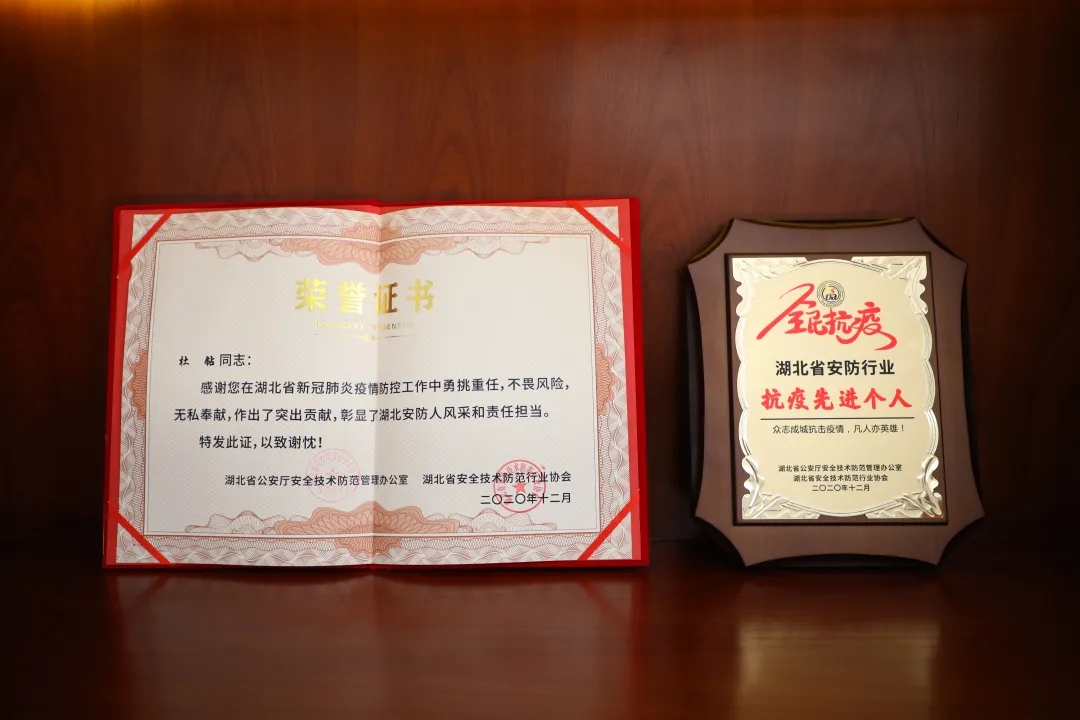 荣誉证书
杜 钻 同志：
感谢您在湖北省新冠肺炎疫情防控工作中勇挑重任，不畏风险，
无私奉献，作出了突出贡献，彰显了湖北安防人风采和责任担当。
特发此证，以致谢忱！
湖北省公安厅安全技术防范管理办公室 湖北省安全技术防范行业协会
二〇二〇年十二月
全民抗疫
湖北省安防行业
抗疫先进个人
众志成城抗击疫情，凡人亦英雄！
湖北省公安厅安全技术防范管理办公室
湖北省安全技术防范行业协会
二〇二〇年十二月